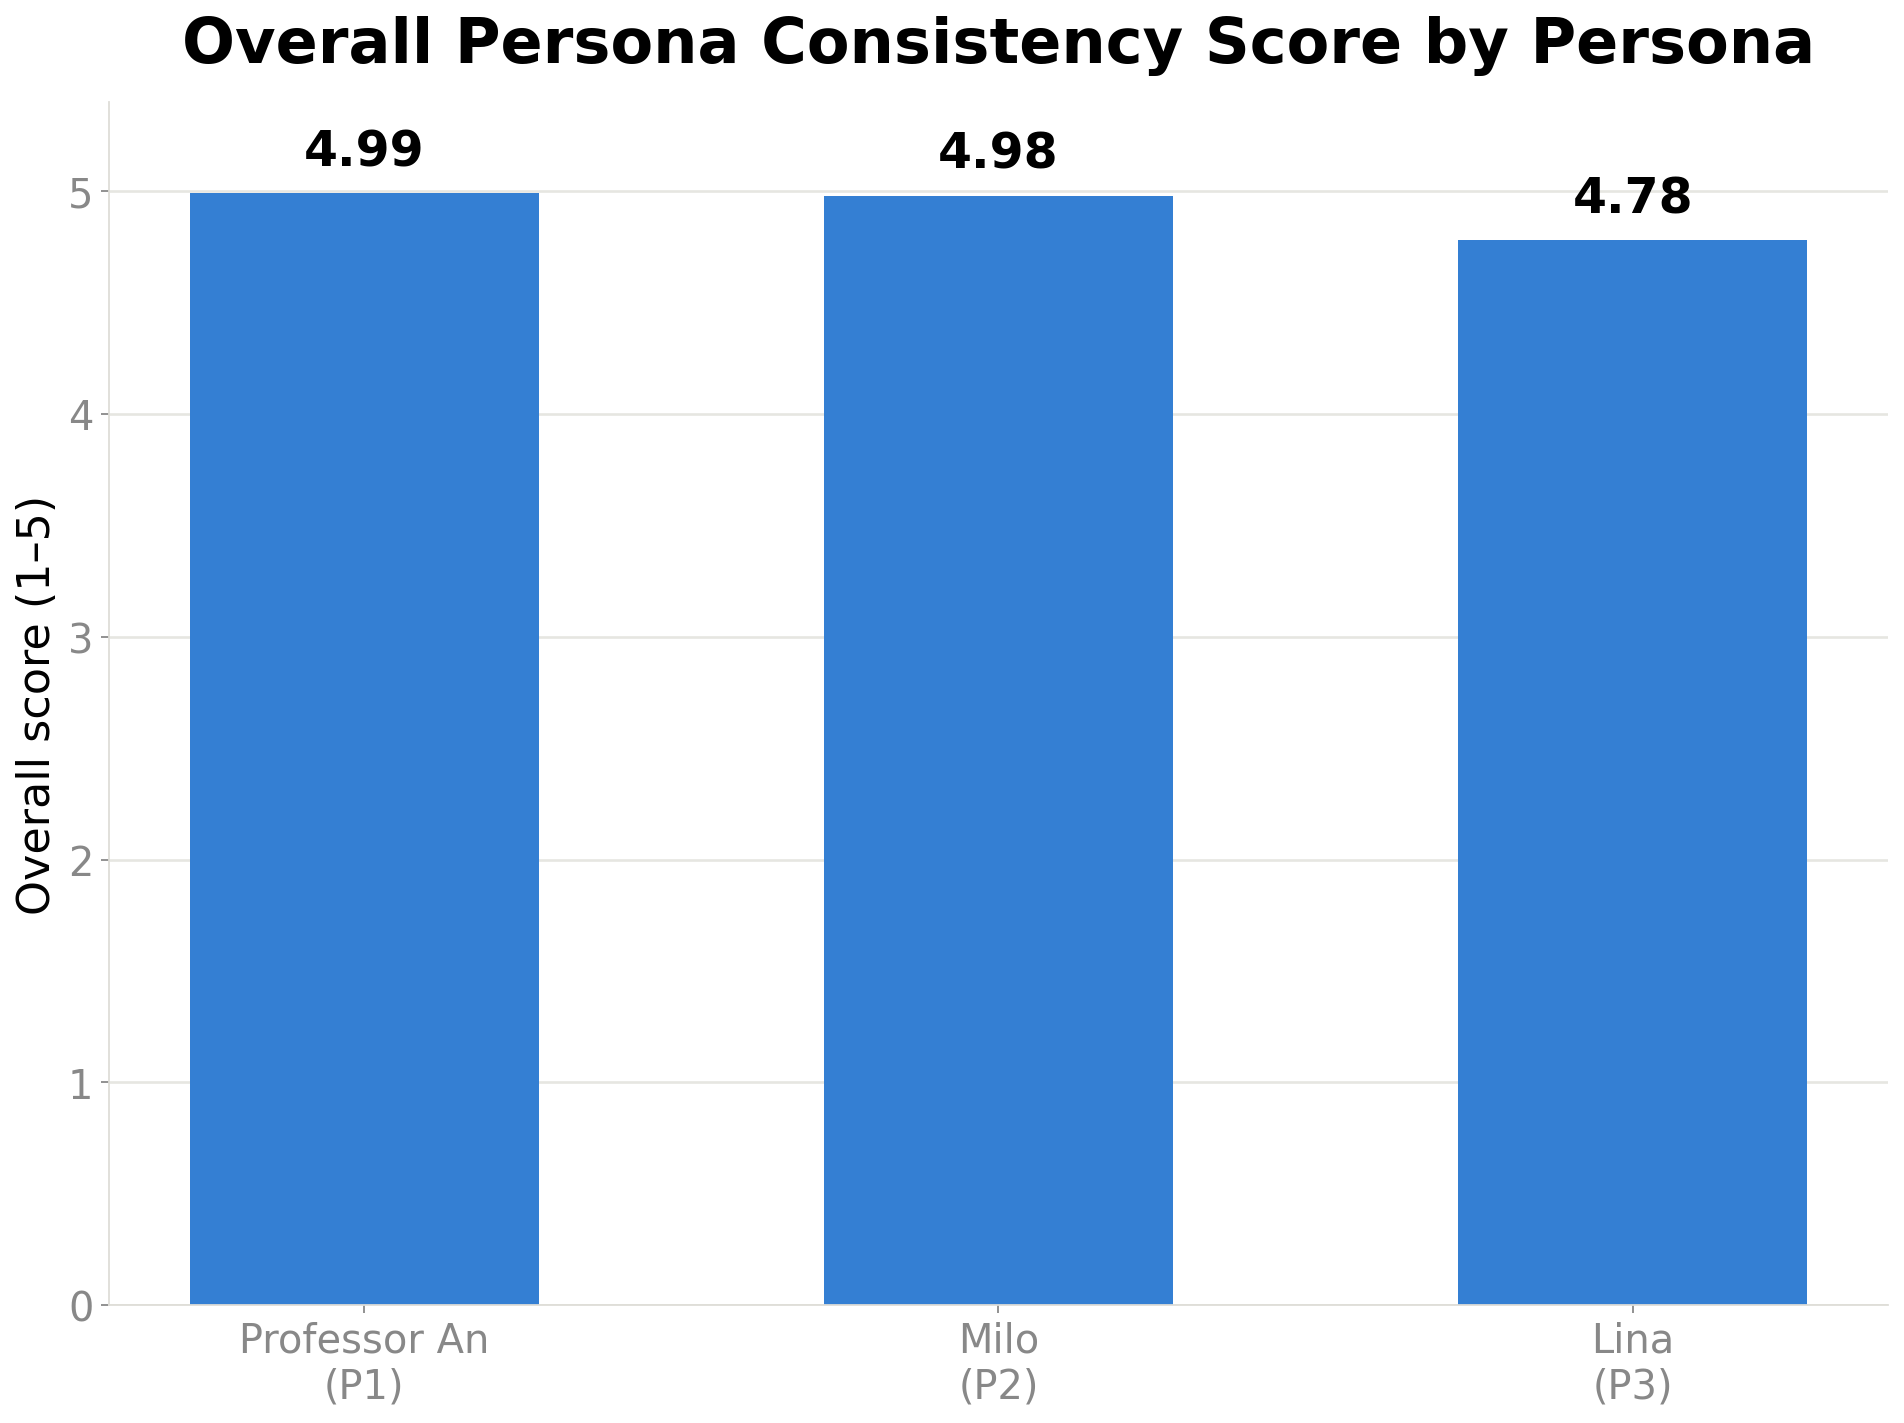 Overall Persona Consistency Score by Persona
4.99
4.98
4.78
5
4
3
2
1
0
Overall score (1–5)
Professor An
(P1)
Milo
(P2)
Lina
(P3)